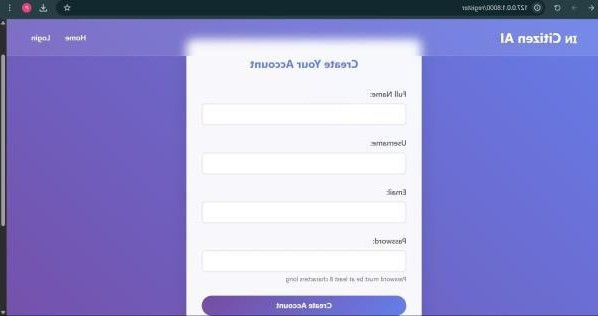 127.0.0.1:8000/register
IN Citizen AI
Home
Login
Create Your Account
Full Name:
Username:
Email:
Password:
Password must be at least 8 characters long
Create Account